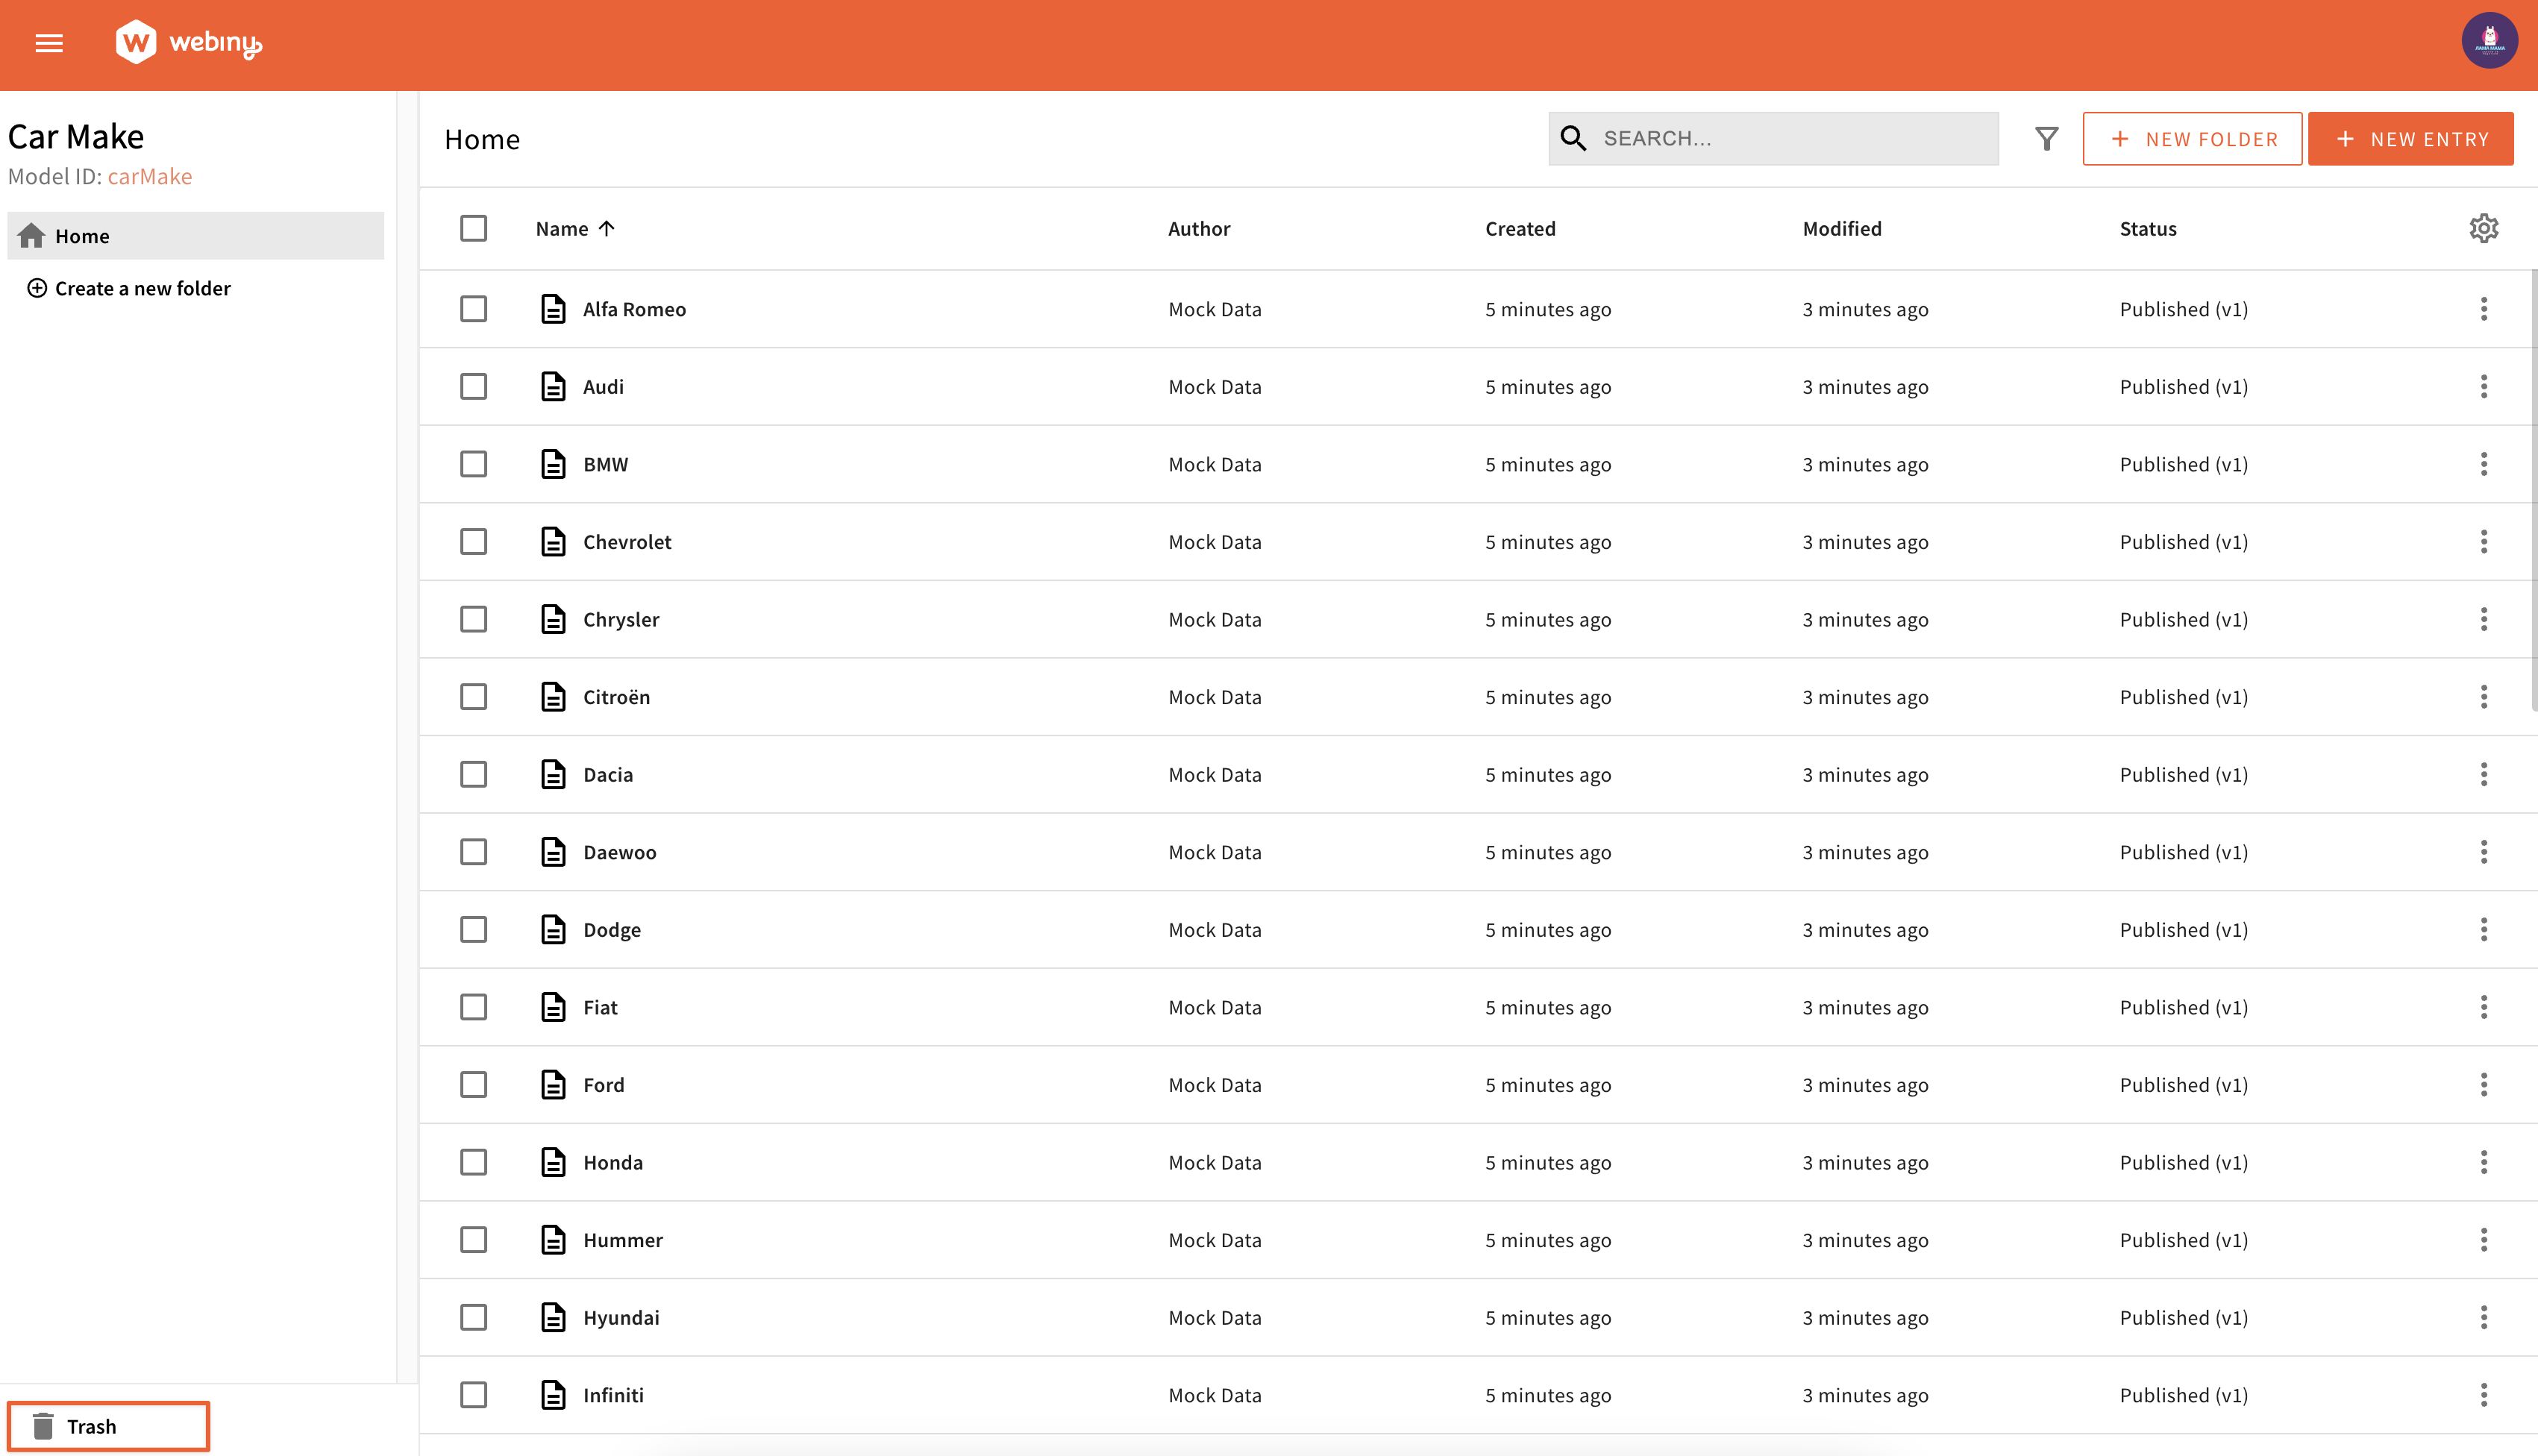 webiny
Car Make
Model ID: carMake
Home
Create a new folder
Trash
Home
SEARCH...
NEW FOLDER
NEW ENTRY
Name Author Created Modified Status
Alfa Romeo Mock Data 5 minutes ago 3 minutes ago Published (v1)
Audi Mock Data 5 minutes ago 3 minutes ago Published (v1)
BMW Mock Data 5 minutes ago 3 minutes ago Published (v1)
Chevrolet Mock Data 5 minutes ago 3 minutes ago Published (v1)
Chrysler Mock Data 5 minutes ago 3 minutes ago Published (v1)
Citroën Mock Data 5 minutes ago 3 minutes ago Published (v1)
Dacia Mock Data 5 minutes ago 3 minutes ago Published (v1)
Daewoo Mock Data 5 minutes ago 3 minutes ago Published (v1)
Dodge Mock Data 5 minutes ago 3 minutes ago Published (v1)
Fiat Mock Data 5 minutes ago 3 minutes ago Published (v1)
Ford Mock Data 5 minutes ago 3 minutes ago Published (v1)
Honda Mock Data 5 minutes ago 3 minutes ago Published (v1)
Hummer Mock Data 5 minutes ago 3 minutes ago Published (v1)
Hyundai Mock Data 5 minutes ago 3 minutes ago Published (v1)
Infiniti Mock Data 5 minutes ago 3 minutes ago Published (v1)